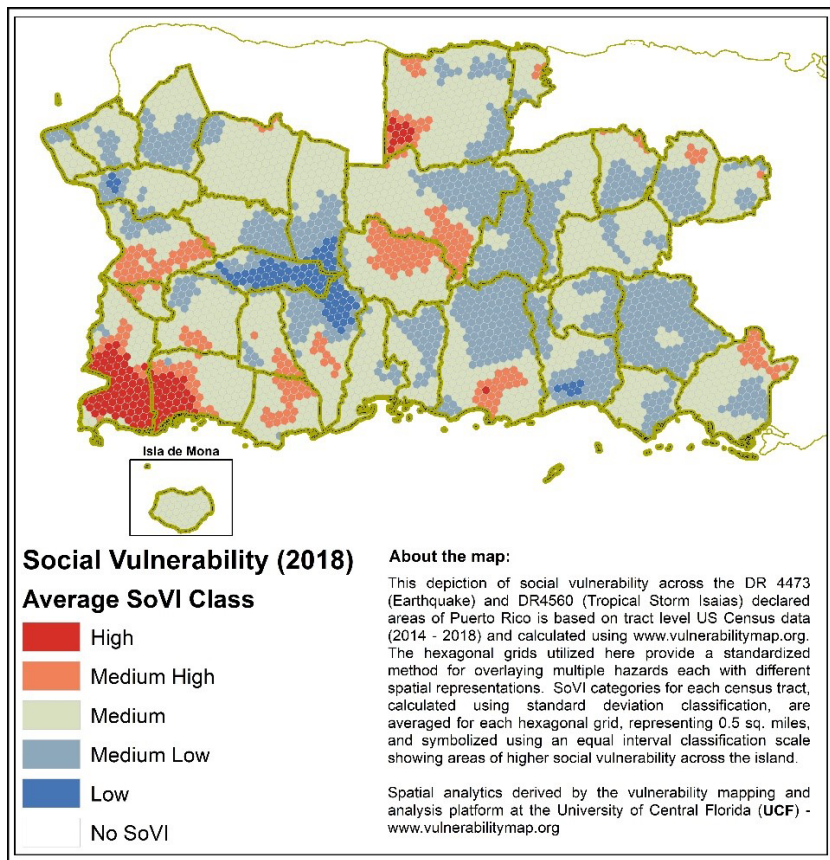 Isla de Mona
Social Vulnerability (2018)
Average SoVI Class
High
Medium High
Medium
Medium Low
Low
No SoVI
About the map:
This depiction of social vulnerability across the DR 4473
(Earthquake) and DR4560 (Tropical Storm Isaias) declared
areas of Puerto Rico is based on tract level US Census data
(2014 - 2018) and calculated using www.vulnerabilitymap.org.
The hexagonal grids utilized here provide a standardized
method for overlaying multiple hazards each with different
spatial representations. SoVI categories for each census tract,
calculated using standard deviation classification, are
averaged for each hexagonal grid, representing 0.5 sq. miles,
and symbolized using an equal interval classification scale
showing areas of higher social vulnerability across the island.
Spatial analytics derived by the vulnerability mapping and
analysis platform at the University of Central Florida (UCF) -
www.vulnerabilitymap.org